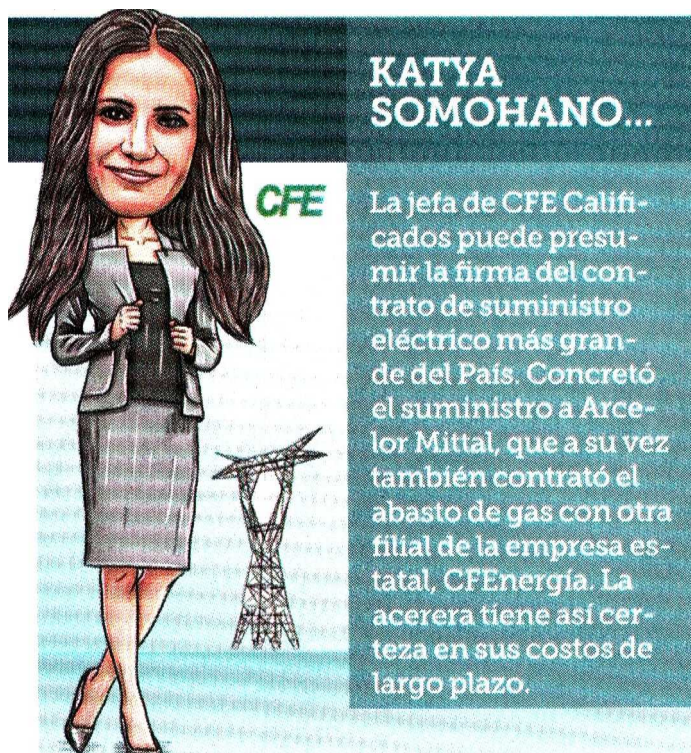 KATYA
SOMOHANO...
CFE
La jefa de CFE Califi-
cados puede presu-
mir la firma del con-
trato de suministro
eléctrico más gran-
de del País. Concretó
el suministro a Arce-
lor Mittal, que a su vez
también contrató el
abasto de gas con otra
filial de la empresa es-
tatal, CFEnergía. La
acerera tiene así cer-
teza en sus costos de
largo plazo.